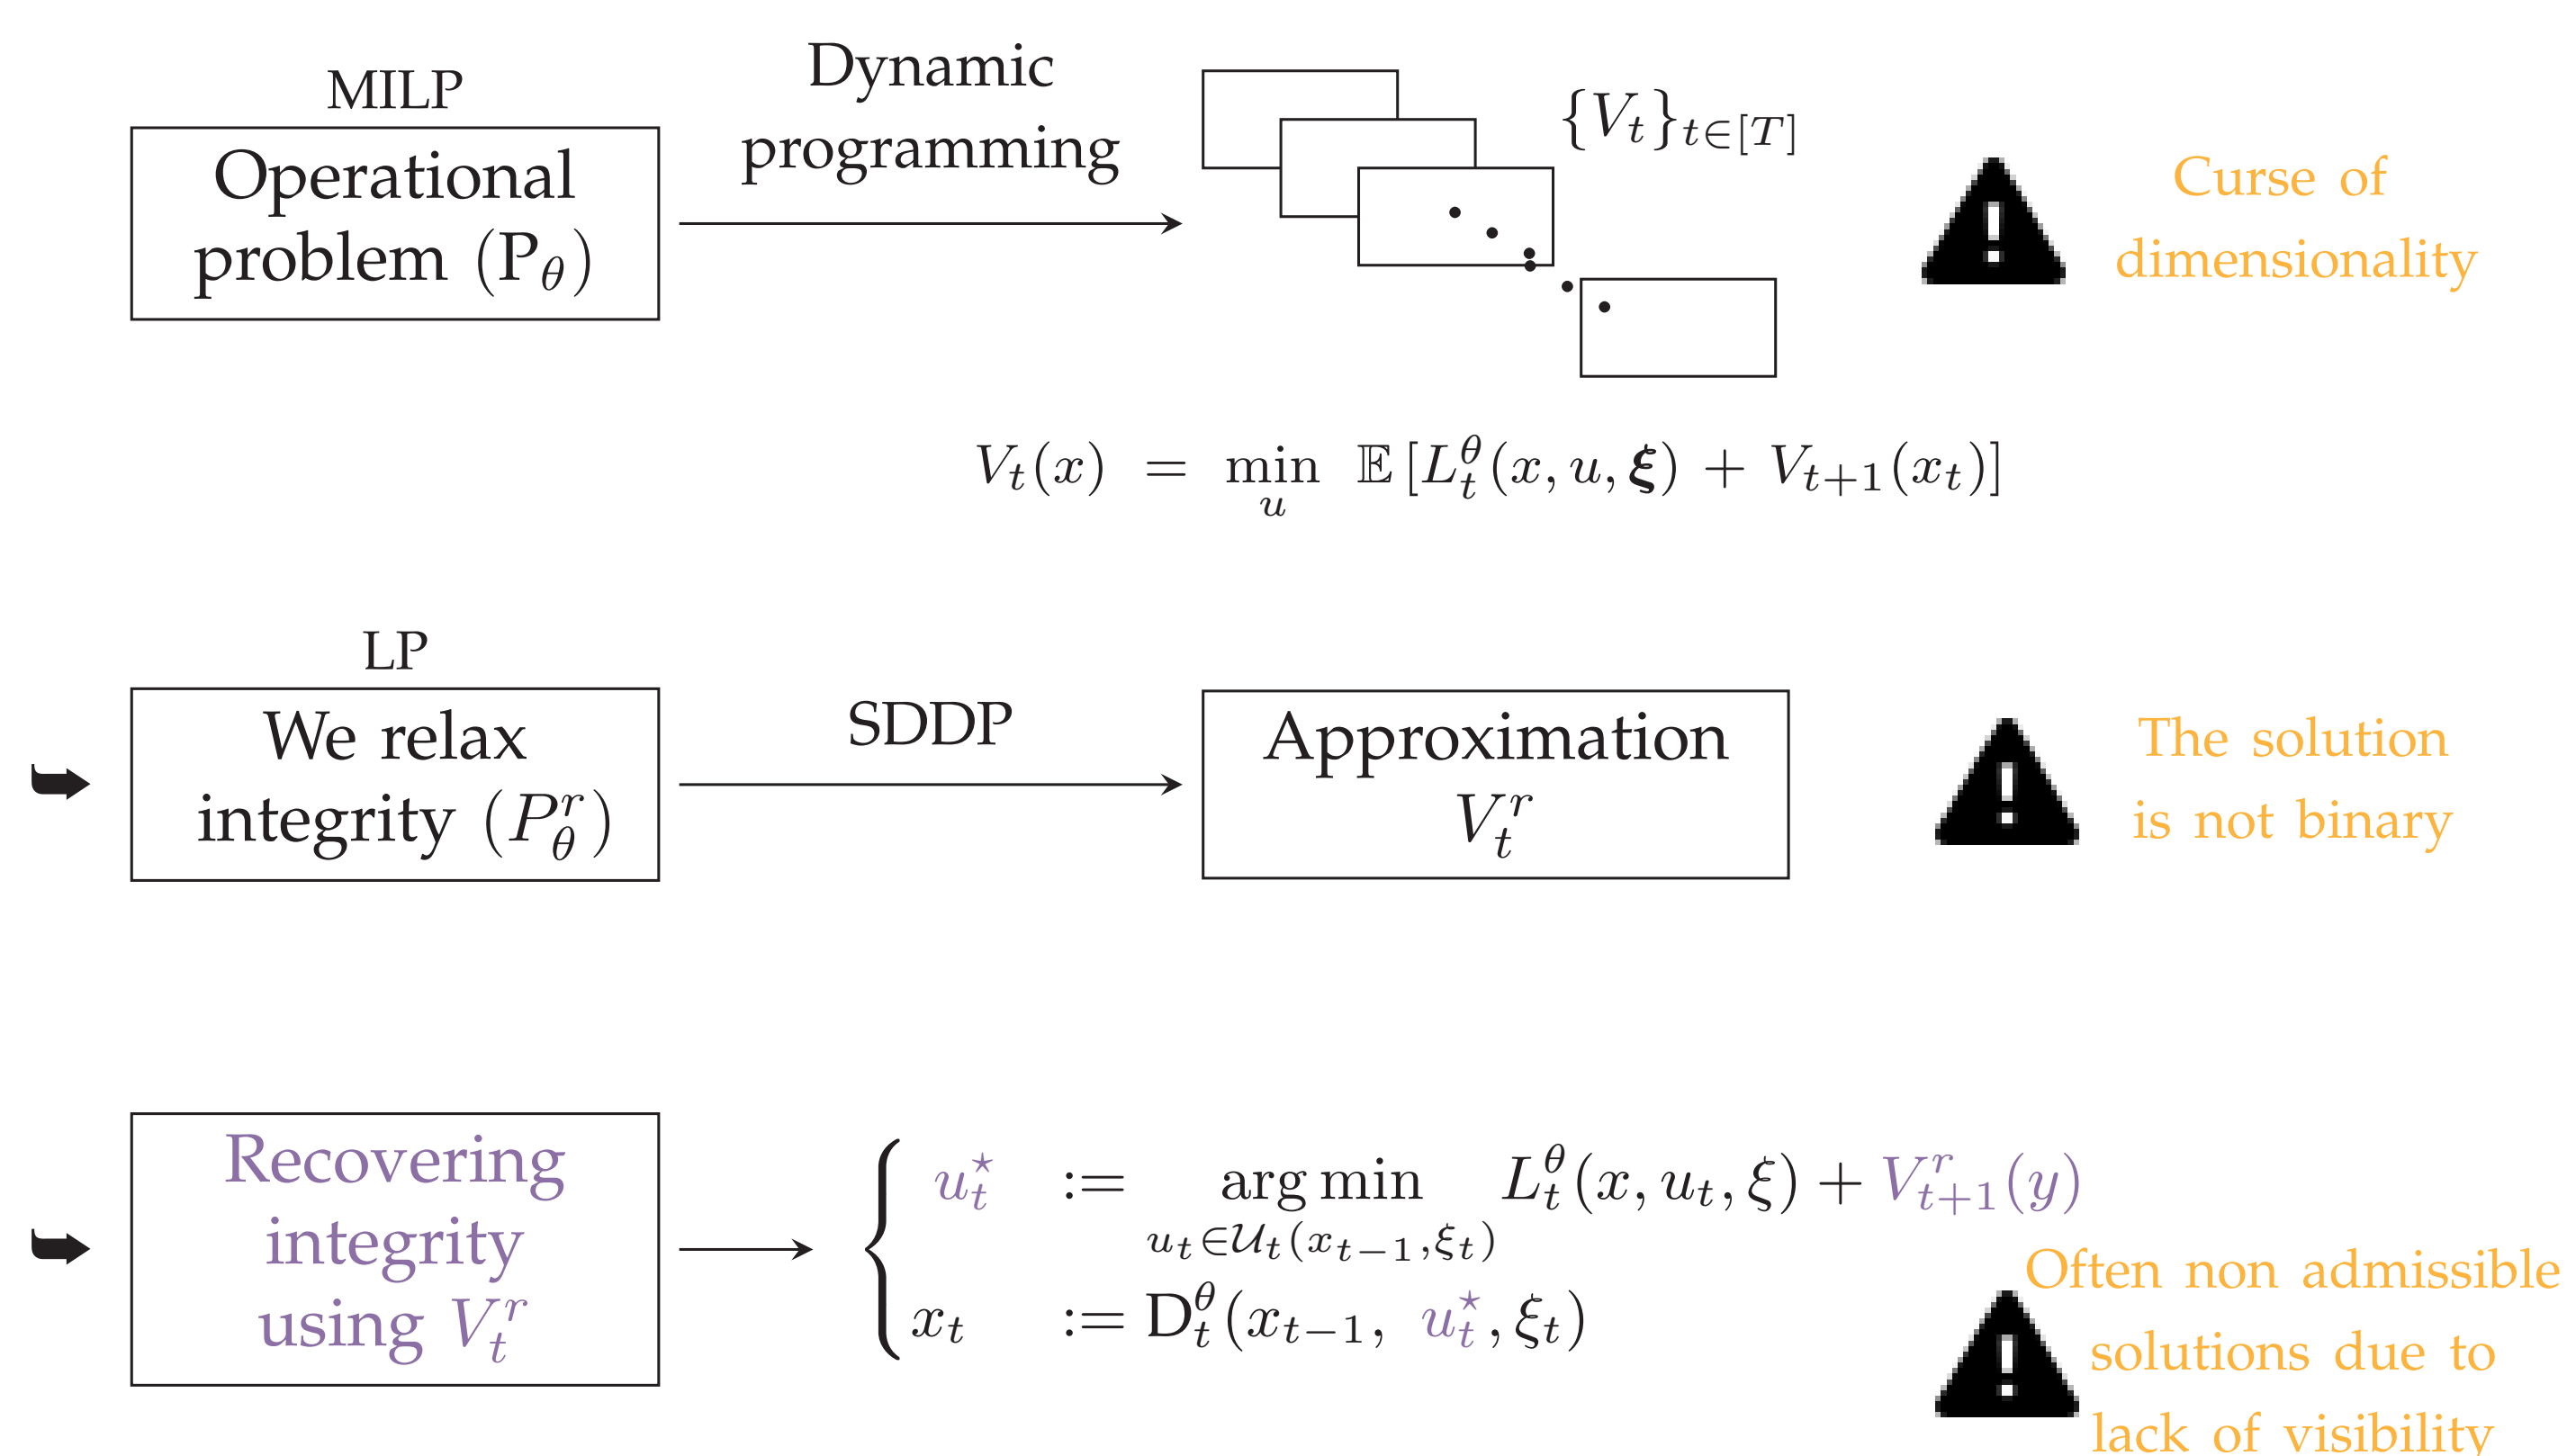 MILP
Operational
problem (P_θ)
Dynamic
programming
{V_t}_{t∈[T]}
Curse of
dimensionality
V_t(x) = min_u 𝔼 [L_t^θ(x, u, ξ) + V_{t+1}(x_t)]
LP
We relax
integrity (P_θ^r)
SDDP
Approximation
V_t^r
The solution
is not binary
Recovering
integrity
using V_t^r
u_t^⋆ := arg min_{u_t∈𝒰_t(x_{t−1},ξ_t)} L_t^θ(x, u_t, ξ) + V_{t+1}^r(y)
x_t := D_t^θ(x_{t−1}, u_t^⋆, ξ_t)
Often non admissible
solutions due to
lack of visibility